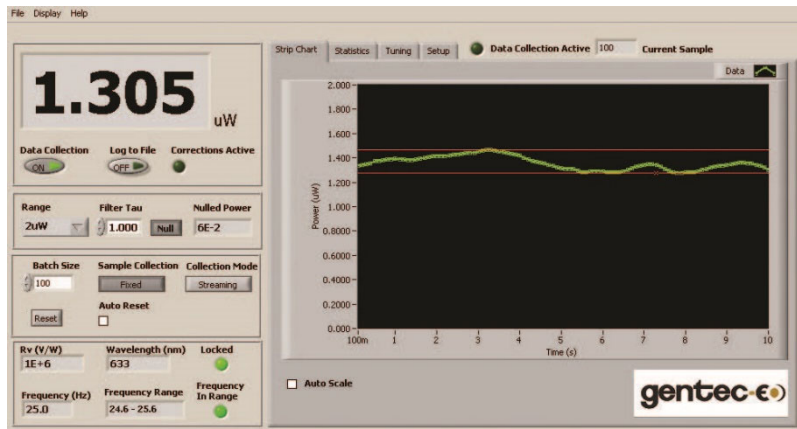 File Display Help
1.305 uW
Data Collection Log to File Corrections Active
ON OFF
Range Filter Tau Nulled Power
2uW 1.000 Null 6E-2
Batch Size Sample Collection Collection Mode
100 Fixed Streaming
Auto Reset
Reset
Rv (V/W) Wavelength (nm) Locked
1E+6 633
Frequency (Hz) Frequency Range Frequency In Range
25.0 24.6 - 25.6
Strip Chart Statistics Tuning Setup Data Collection Active 100 Current Sample
Data
2.000
1.800
1.600
1.400
1.200
1.000
0.8000
0.6000
0.4000
0.2000
0.000
Power (uW)
100m 1 2 3 4 5 6 7 8 9 10
Time (s)
Auto Scale
gentec-eo